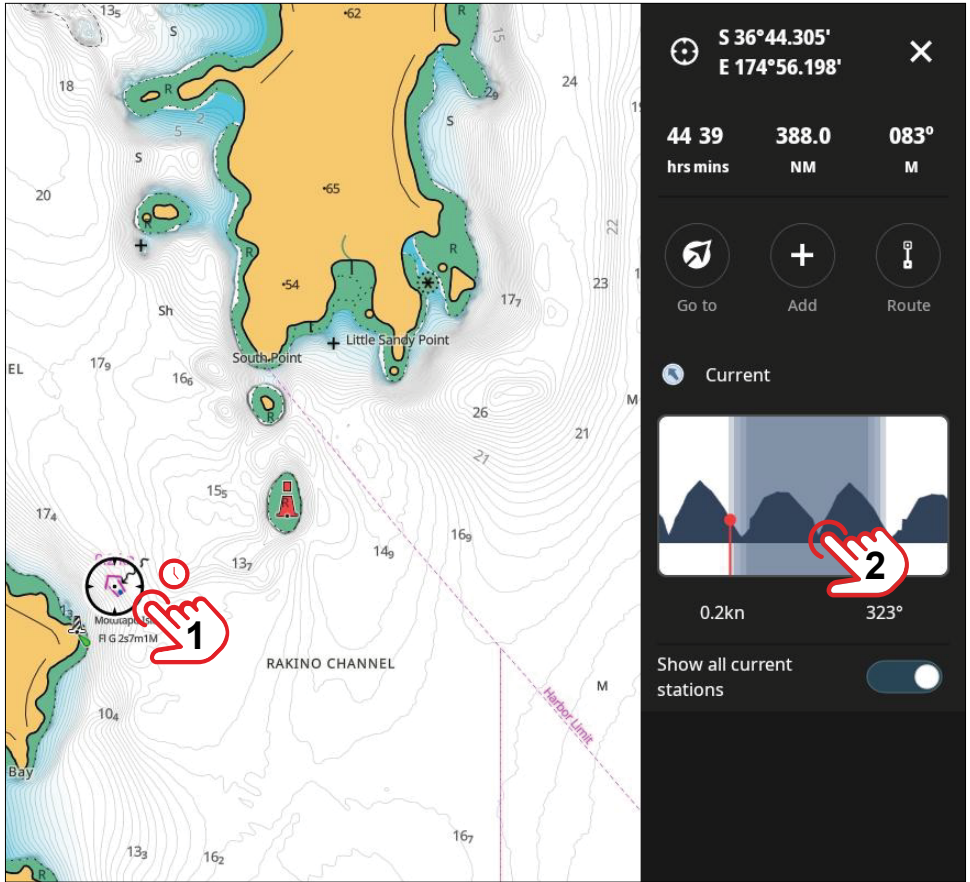 13₅
•62
R
15
S
18
R
2₉
24
5
2
S
S
20
•65
R
R
R
22
•54
23
Sh
17₇
Little Sandy Point
South Point
EL
17₉
16₆
M
R
26
21
21
15₅
R
17₄
16₉
14₉
13₇
Fl G 2s7m1M
1
RAKINO CHANNEL
M
Harbor Limit
10₄
Bay
16₇
13₃
16₂
R
S 36°44.305'
E 174°56.198'
44 39
388.0
083°
hrs mins
NM
M
Go to
Add
Route
Current
2
0.2kn
323°
Show all current
stations